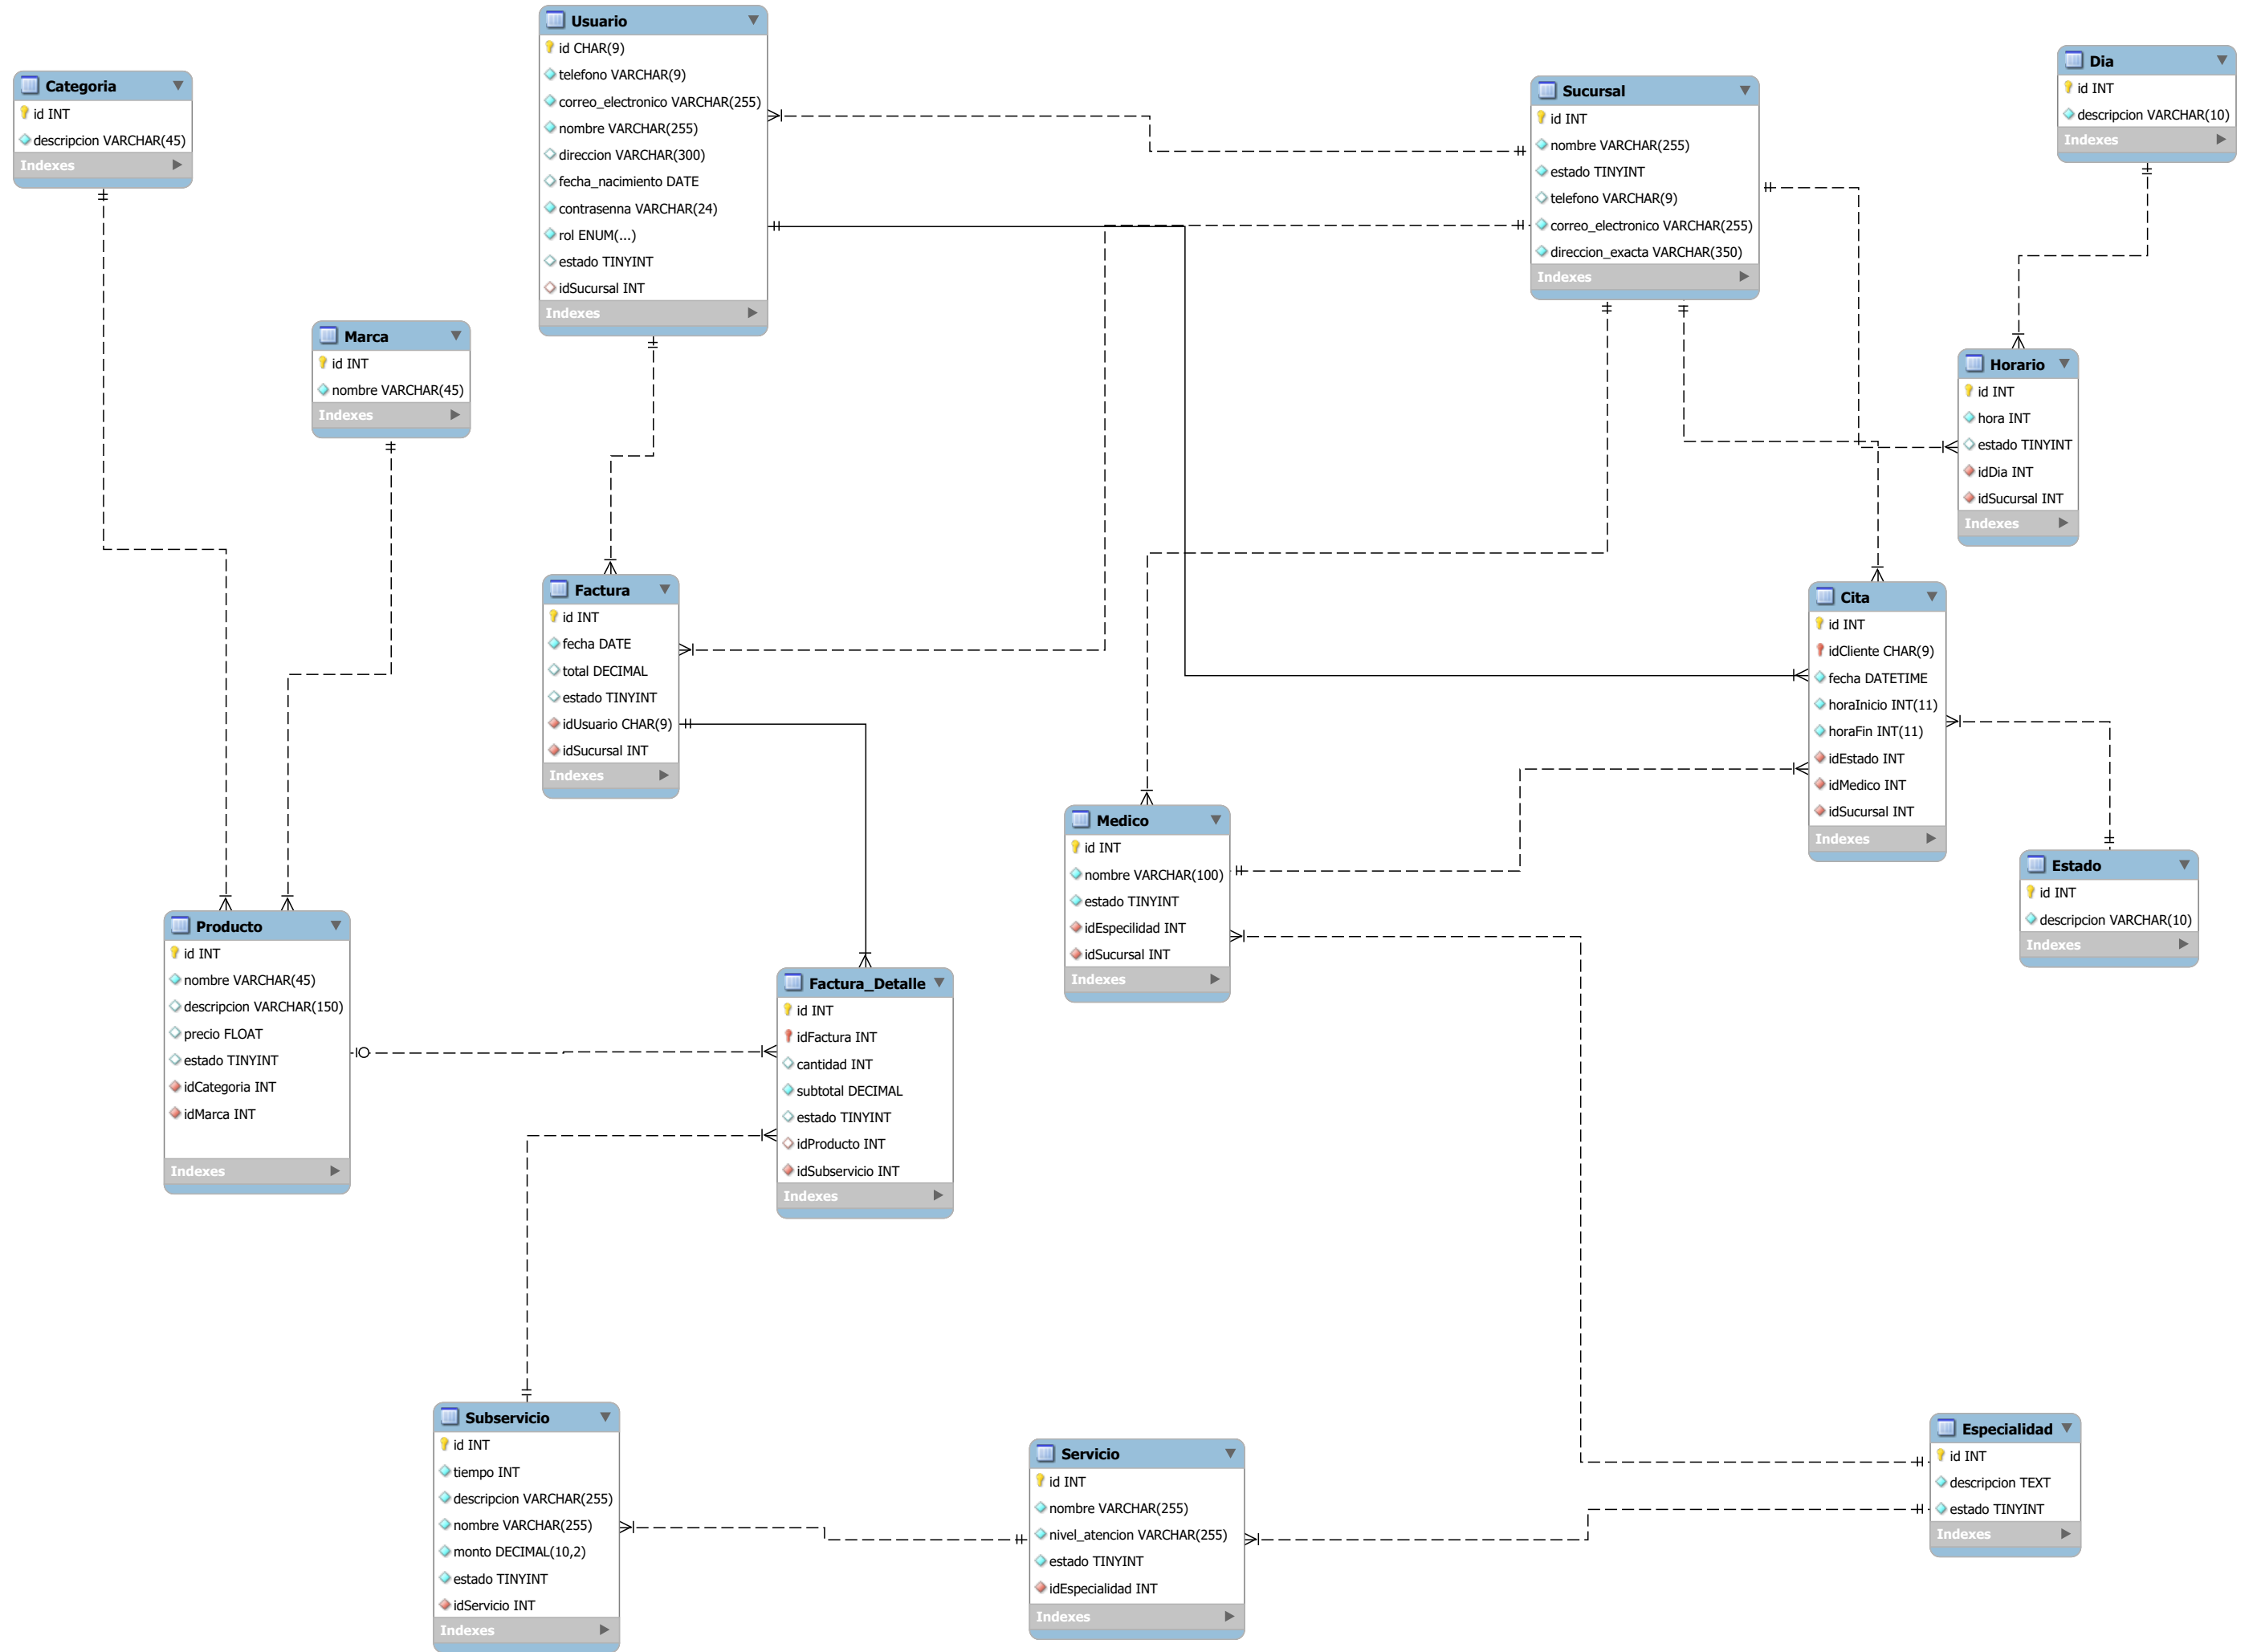 Usuario
id CHAR(9)
telefono VARCHAR(9)
correo_electronico VARCHAR(255)
nombre VARCHAR(255)
direccion VARCHAR(300)
fecha_nacimiento DATE
contrasenna VARCHAR(24)
rol ENUM(...)
estado TINYINT
idSucursal INT
Indexes
Categoria
id INT
descripcion VARCHAR(45)
Indexes
Sucursal
id INT
nombre VARCHAR(255)
estado TINYINT
telefono VARCHAR(9)
correo_electronico VARCHAR(255)
direccion_exacta VARCHAR(350)
Indexes
Dia
id INT
descripcion VARCHAR(10)
Indexes
Marca
id INT
nombre VARCHAR(45)
Indexes
Horario
id INT
hora INT
estado TINYINT
idDia INT
idSucursal INT
Indexes
Factura
id INT
fecha DATE
total DECIMAL
estado TINYINT
idUsuario CHAR(9)
idSucursal INT
Indexes
Cita
id INT
idCliente CHAR(9)
fecha DATETIME
horaInicio INT(11)
horaFin INT(11)
idEstado INT
idMedico INT
idSucursal INT
Indexes
Medico
id INT
nombre VARCHAR(100)
estado TINYINT
idEspecilidad INT
idSucursal INT
Indexes
Estado
id INT
descripcion VARCHAR(10)
Indexes
Producto
id INT
nombre VARCHAR(45)
descripcion VARCHAR(150)
precio FLOAT
estado TINYINT
idCategoria INT
idMarca INT
Indexes
Factura_Detalle
id INT
idFactura INT
cantidad INT
subtotal DECIMAL
estado TINYINT
idProducto INT
idSubservicio INT
Indexes
Subservicio
id INT
tiempo INT
descripcion VARCHAR(255)
nombre VARCHAR(255)
monto DECIMAL(10,2)
estado TINYINT
idServicio INT
Indexes
Servicio
id INT
nombre VARCHAR(255)
nivel_atencion VARCHAR(255)
estado TINYINT
idEspecialidad INT
Indexes
Especialidad
id INT
descripcion TEXT
estado TINYINT
Indexes